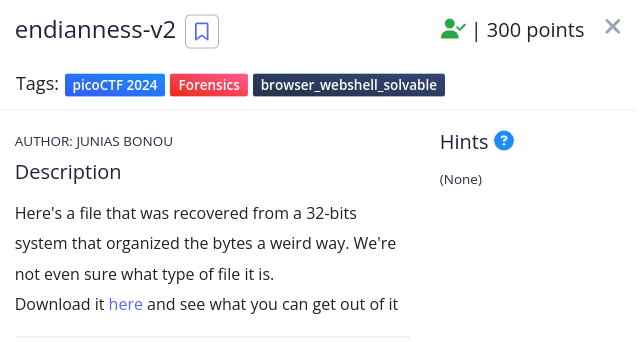 endianness-v2
| 300 points
Tags: picoCTF 2024 Forensics browser_webshell_solvable
AUTHOR: JUNIAS BONOU
Description
Here's a file that was recovered from a 32-bits
system that organized the bytes a weird way. We're
not even sure what type of file it is.
Download it here and see what you can get out of it
Hints ?
(None)